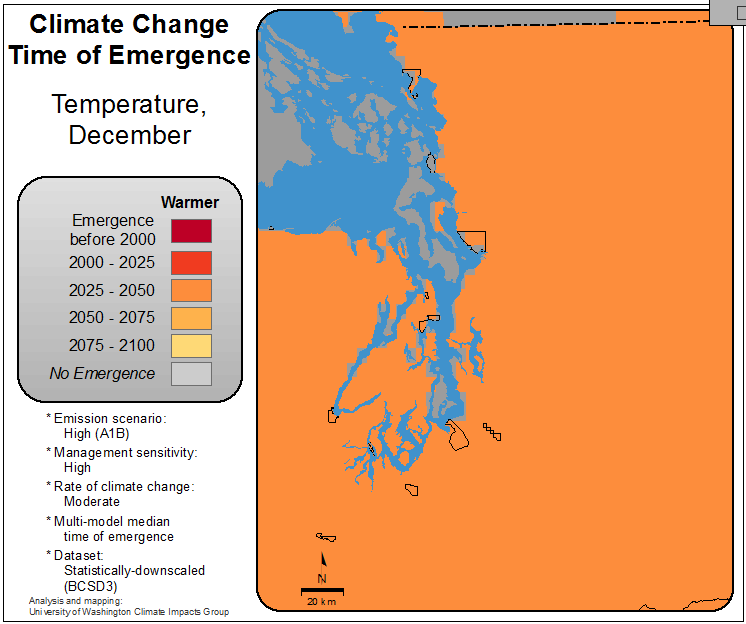 Climate Change
Time of Emergence
Temperature,
December
Warmer
Emergence
before 2000
2000 - 2025
2025 - 2050
2050 - 2075
2075 - 2100
No Emergence
* Emission scenario:
High (A1B)
* Management sensitivity:
High
* Rate of climate change:
Moderate
* Multi-model median
time of emergence
* Dataset:
Statistically-downscaled
(BCSD3)
Analysis and mapping:
University of Washington Climate Impacts Group
N
20 km